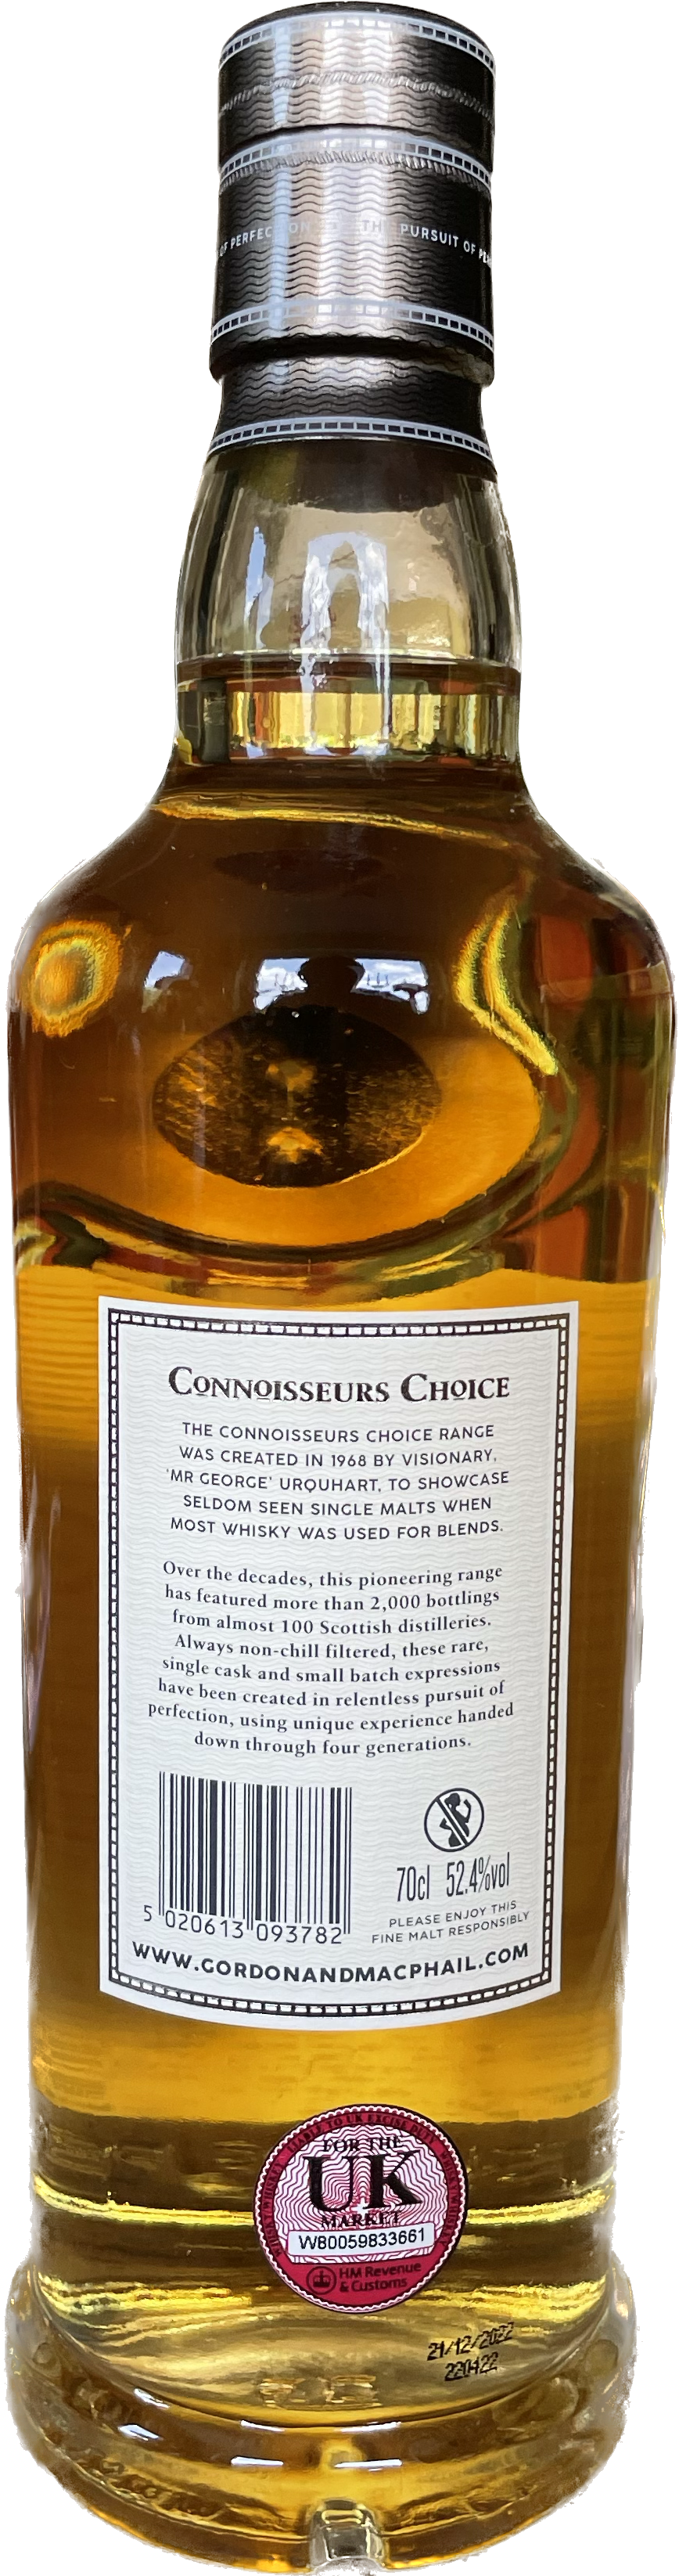 OF PERFECTION THE PURSUIT OF
CONNOISSEURS CHOICE
THE CONNOISSEURS CHOICE RANGE
WAS CREATED IN 1968 BY VISIONARY,
'MR GEORGE' URQUHART, TO SHOWCASE
SELDOM SEEN SINGLE MALTS WHEN
MOST WHISKY WAS USED FOR BLENDS.
Over the decades, this pioneering range
has featured more than 2,000 bottlings
from almost 100 Scottish distilleries.
Always non-chill filtered, these rare,
single cask and small batch expressions
have been created in relentless pursuit of
perfection, using unique experience handed
down through four generations.
70cl 52.4%vol
PLEASE ENJOY THIS
FINE MALT RESPONSIBLY
5 020613 093782
WWW.GORDONANDMACPHAIL.COM
FOR THE
UK
MARKET
W80059833661
HM Revenue
& Customs
21/12/2022